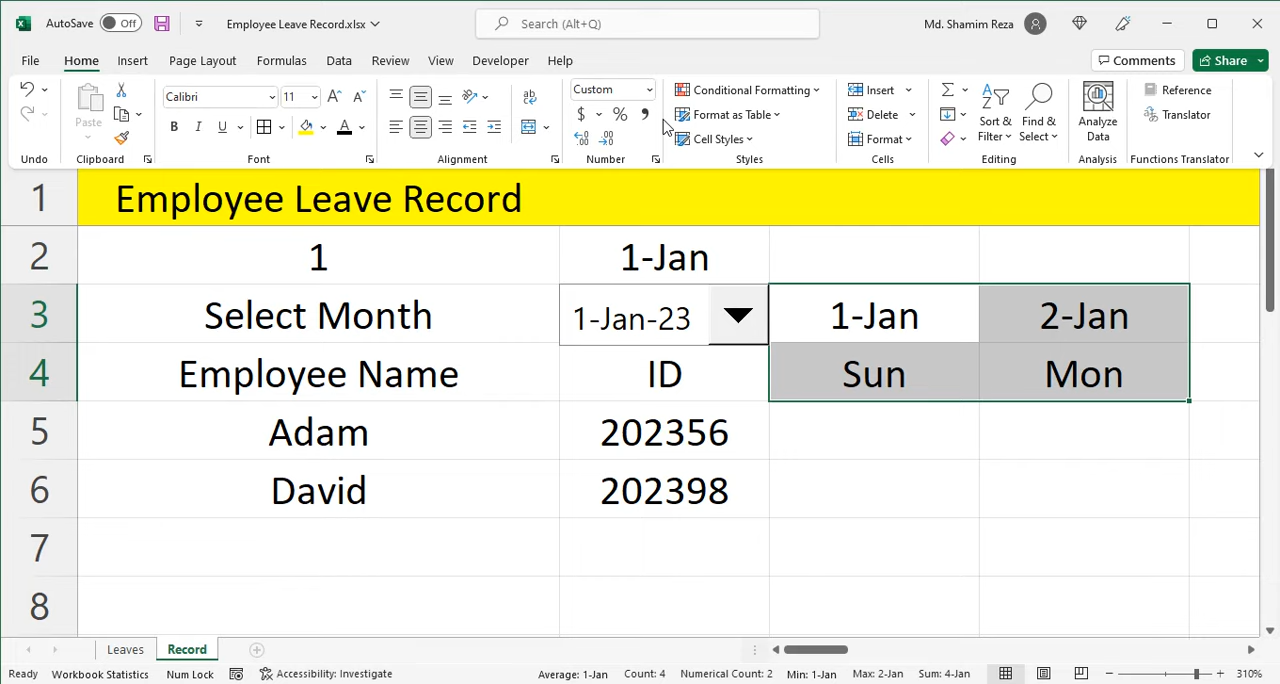 AutoSave Off Employee Leave Record.xlsx Search (Alt+Q) Md. Shamim Reza
File Home Insert Page Layout Formulas Data Review View Developer Help Comments Share
Undo
Paste
Clipboard
Calibri 11
B I U A
Font
Alignment
Custom
$ % ,
Number
Conditional Formatting
Format as Table
Cell Styles
Styles
Insert
Delete
Format
Cells
Sort & Filter
Find & Select
Editing
Analyze Data
Analysis
Reference
Translator
Functions Translator
1 Employee Leave Record
2 1 1-Jan
3 Select Month 1-Jan-23 1-Jan 2-Jan
4 Employee Name ID Sun Mon
5 Adam 202356
6 David 202398
7
8
Leaves Record
Ready Workbook Statistics Num Lock Accessibility: Investigate Average: 1-Jan Count: 4 Numerical Count: 2 Min: 1-Jan Max: 2-Jan Sum: 4-Jan 310%